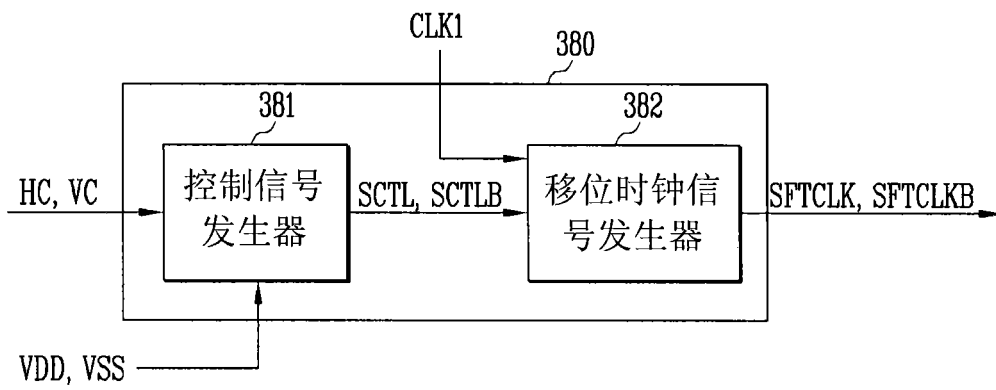 CLK1
380
381
382
HC, VC
控制信号
发生器
SCTL, SCTLB
移位时钟信
号发生器
SFTCLK, SFTCLKB
VDD, VSS